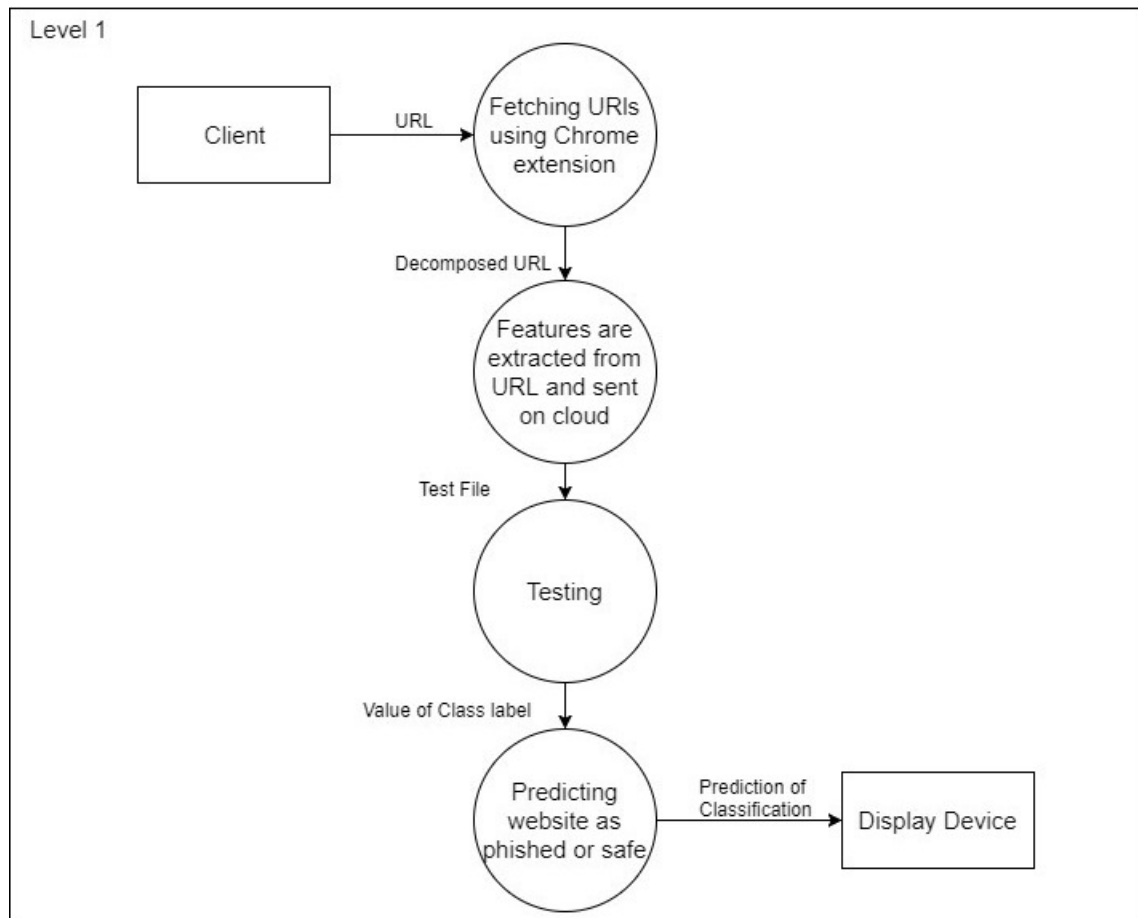 Level 1
Client
URL
Fetching URIs
using Chrome
extension
Decomposed URL
Features are
extracted from
URL and sent
on cloud
Test File
Testing
Value of Class label
Predicting
website as
phished or safe
Prediction of
Classification
Display Device